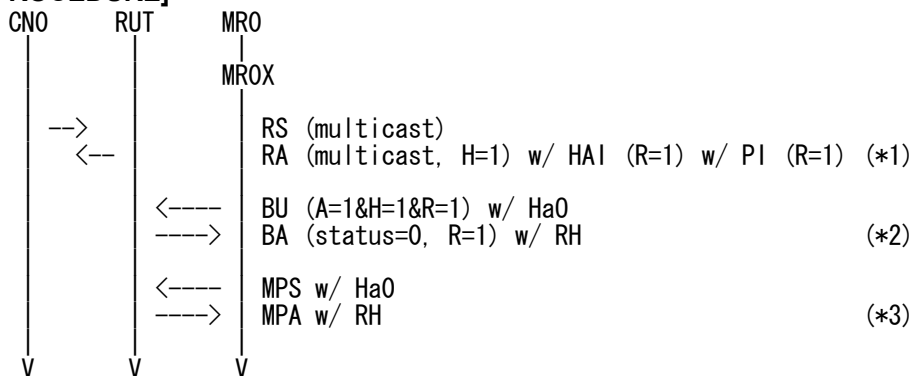 ROCEDURE]
CN0 RUT MR0
MR0X
--> RS (multicast)
<-- RA (multicast, H=1) w/ HAI (R=1) w/ PI (R=1) (*1)
<---- BU (A=1&H=1&R=1) w/ HaO
----> BA (status=0, R=1) w/ RH (*2)
<---- MPS w/ HaO
----> MPA w/ RH (*3)
V V V